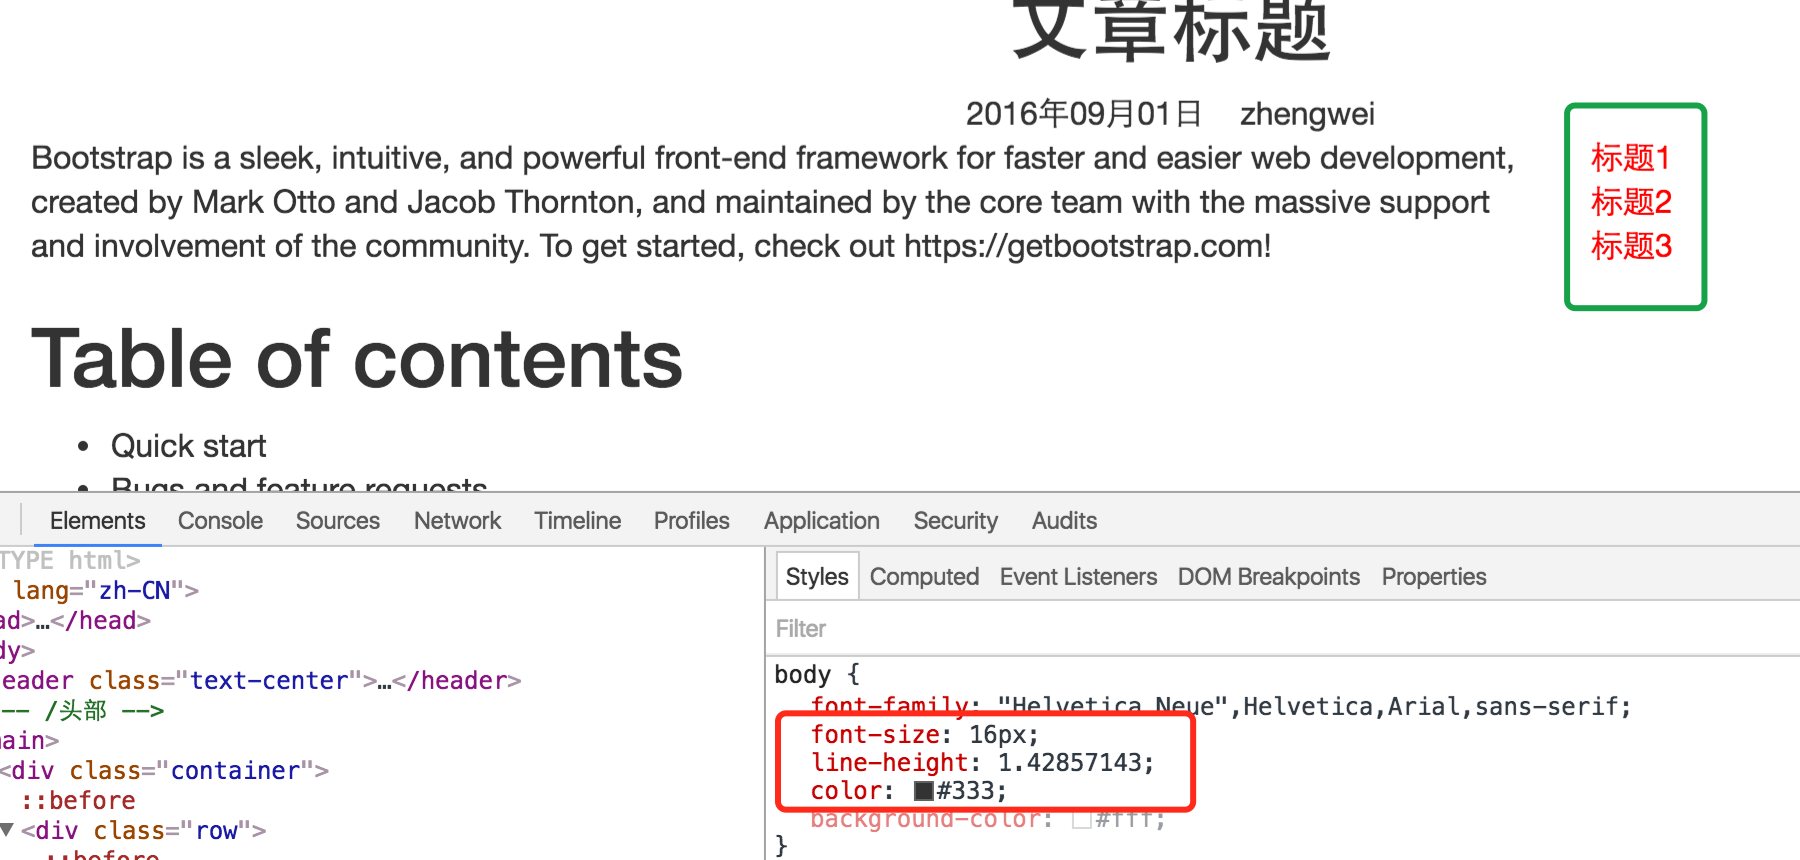 文章标题
2016年09月01日 zhengwei
Bootstrap is a sleek, intuitive, and powerful front-end framework for faster and easier web development,
created by Mark Otto and Jacob Thornton, and maintained by the core team with the massive support
and involvement of the community. To get started, check out https://getbootstrap.com!
标题1
标题2
标题3
Table of contents
• Quick start
• Bugs and feature requests
Elements Console Sources Network Timeline Profiles Application Security Audits
TYPE html>
lang="zh-CN">
ad>…</head>
dy>
eader class="text-center">…</header>
-- /头部 -->
ain>
<div class="container">
::before
▼<div class="row">
::before
Styles Computed Event Listeners DOM Breakpoints Properties
Filter
body {
font-family: "Helvetica Neue",Helvetica,Arial,sans-serif;
font-size: 16px;
line-height: 1.42857143;
color: #333;
background-color: #fff;
}